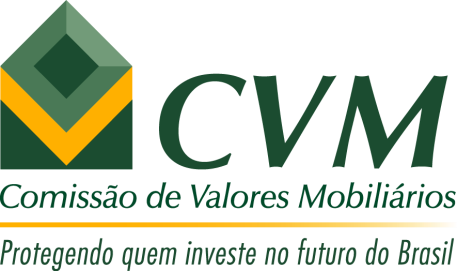 CVM
Comissão de Valores Mobiliários
Protegendo quem investe no futuro do Brasil